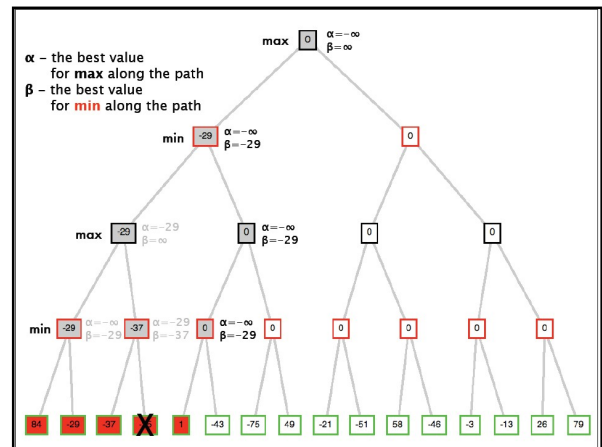 max 0 α=-∞
β=∞
α - the best value
for max along the path
β - the best value
for min along the path
min -29 α=-∞
β=-29
0
max -29 α=-29
β=∞
0 α=-∞
β=-29
0
0
min -29 α=-∞
β=-29
-37 α=-29
β=-37
0 α=-∞
β=-29
0
0
0
0
0
84 -29 -37 X 1 -43 -75 49 -21 -51 58 -46 -3 -13 26 79